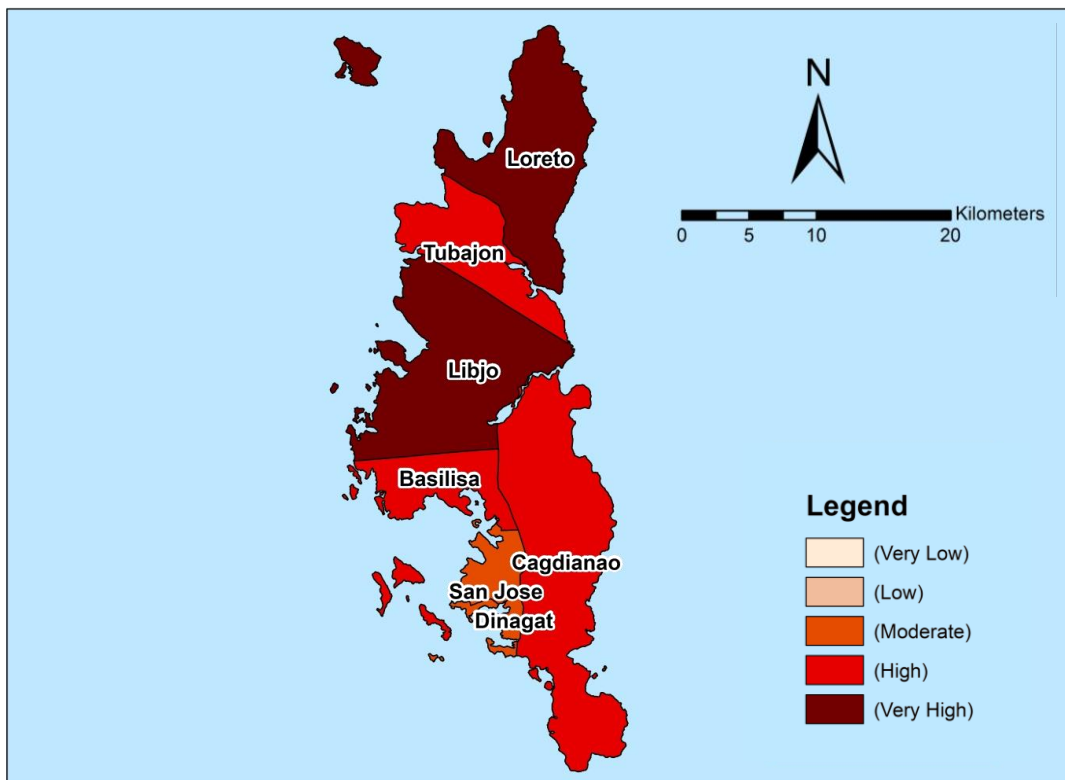 N
Kilometers
0 5 10 20
Loreto
Tubajon
Libjo
Basilisa
Cagdianao
San Jose
Dinagat
Legend
(Very Low)
(Low)
(Moderate)
(High)
(Very High)